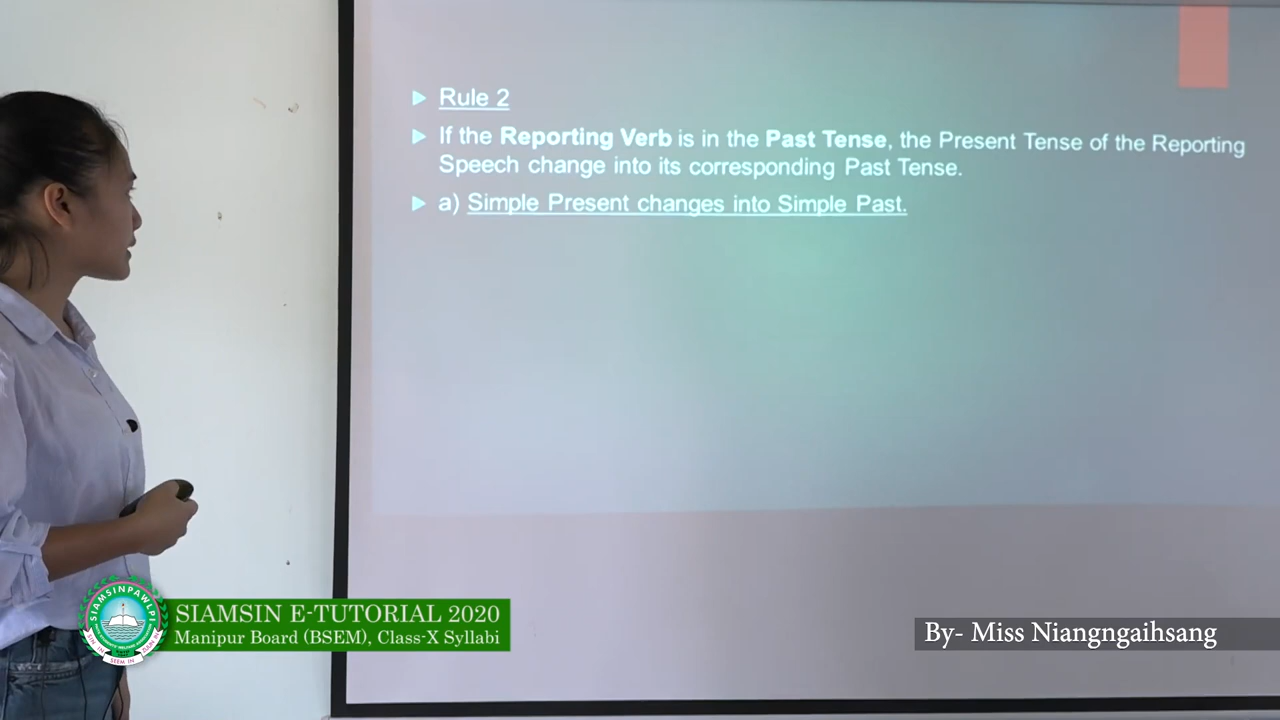 Rule 2
If the Reporting Verb is in the Past Tense, the Present Tense of the Reporting
Speech change into its corresponding Past Tense.
a) Simple Present changes into Simple Past.
SIAMSINPAWLPI
SIAMSIN E-TUTORIAL 2020
Manipur Board (BSEM), Class-X Syllabi
By- Miss Niangngaihsang